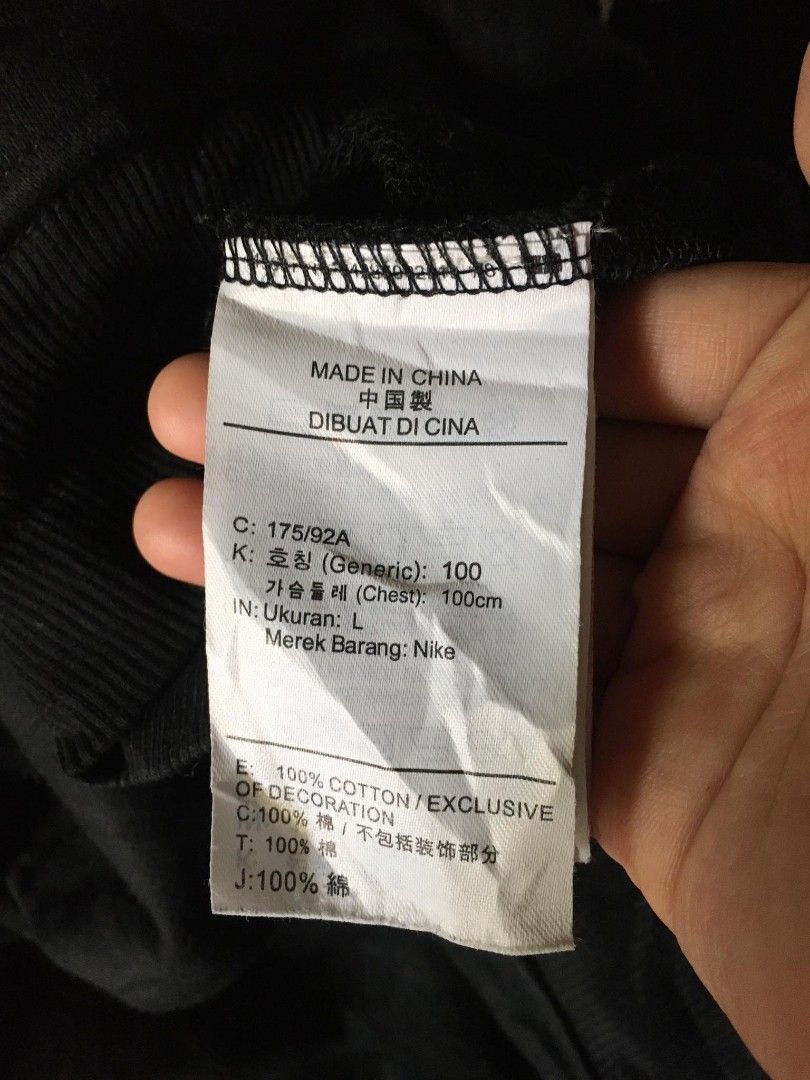 MADE IN CHINA
中国製
DIBUAT DI CINA
C: 175/92A
K: 호칭 (Generic): 100
가슴둘레 (Chest): 100cm
IN: Ukuran: L
Merek Barang: Nike
E: 100% COTTON / EXCLUSIVE
OF DECORATION
C:100% 棉 / 不包括装饰部分
T: 100% 棉
J:100% 綿